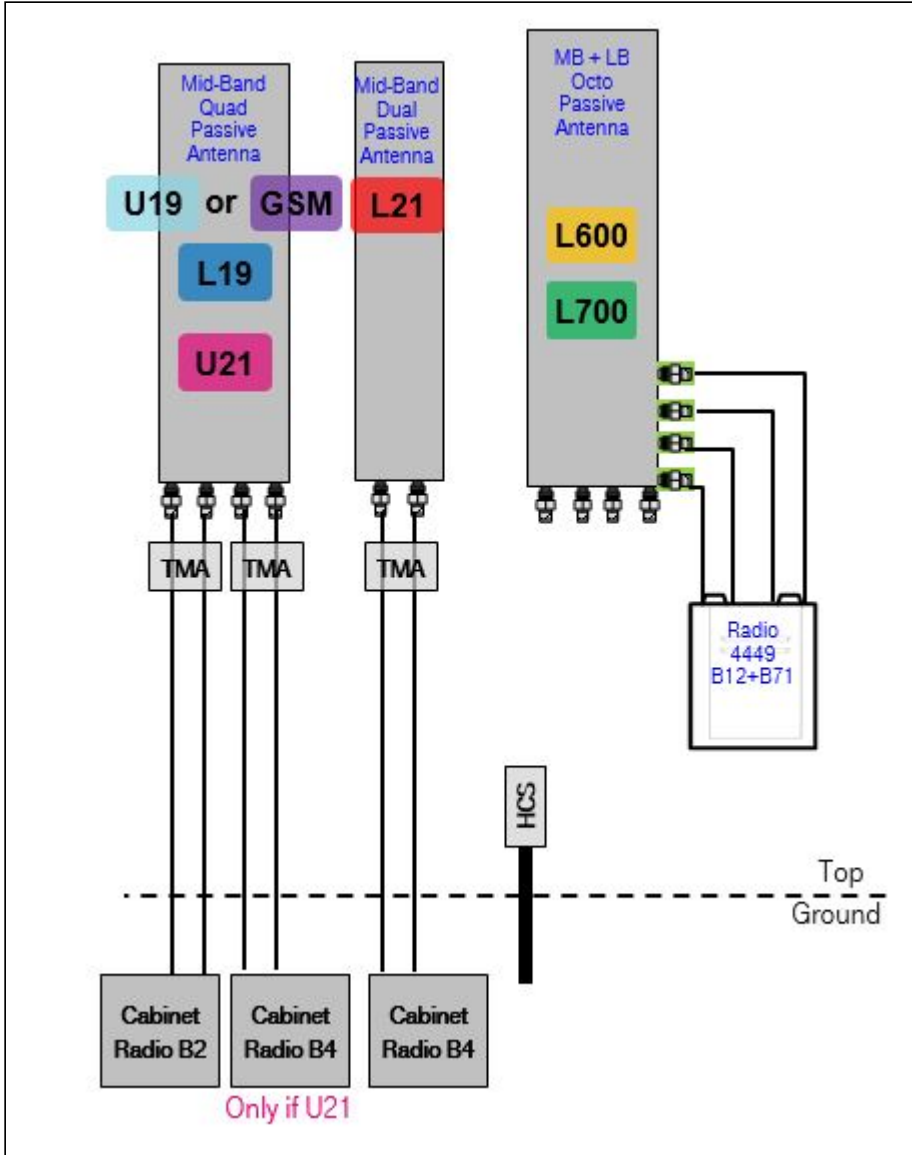 Mid-Band
Quad
Passive
Antenna
U19 or GSM
L19
U21
Mid-Band
Dual
Passive
Antenna
L21
MB + LB
Octo
Passive
Antenna
L600
L700
TMA
TMA
TMA
Radio
4449
B12+B71
HCS
Top
Ground
Cabinet
Radio B2
Cabinet
Radio B4
Only if U21
Cabinet
Radio B4